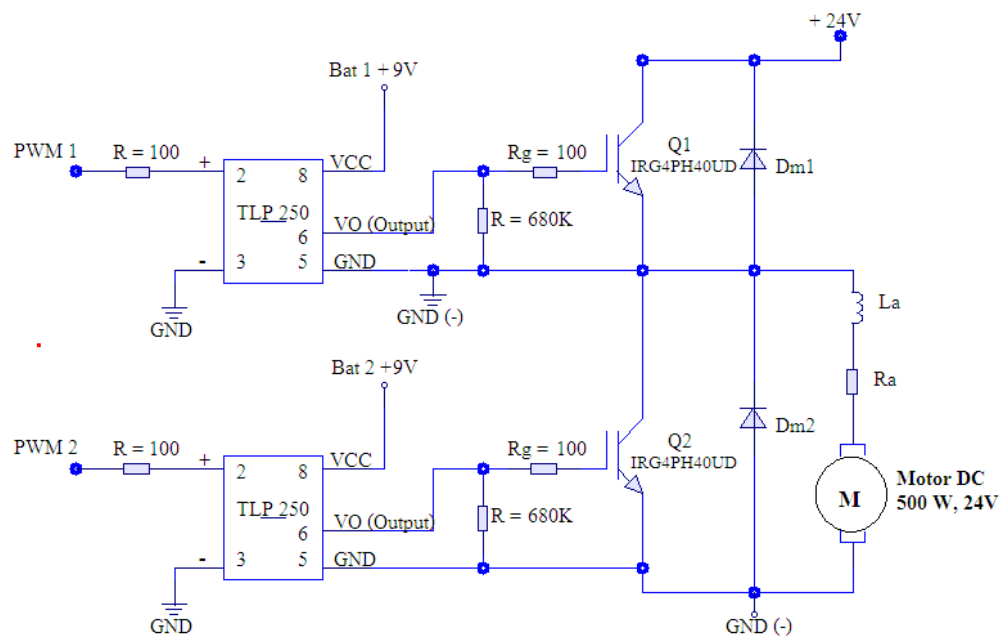 + 24V
Bat 1 +9V
PWM 1
R = 100
+
2
8
VCC
TLP 250
6
VO (Output)
-
3
5
GND
GND
GND (-)
Rg = 100
R = 680K
Q1
IRG4PH40UD
Dm1
La
Ra
Bat 2 +9V
PWM 2
R = 100
+
2
8
VCC
TLP 250
6
VO (Output)
-
3
5
GND
GND
Rg = 100
R = 680K
Q2
IRG4PH40UD
Dm2
M
Motor DC
500 W, 24V
GND (-)